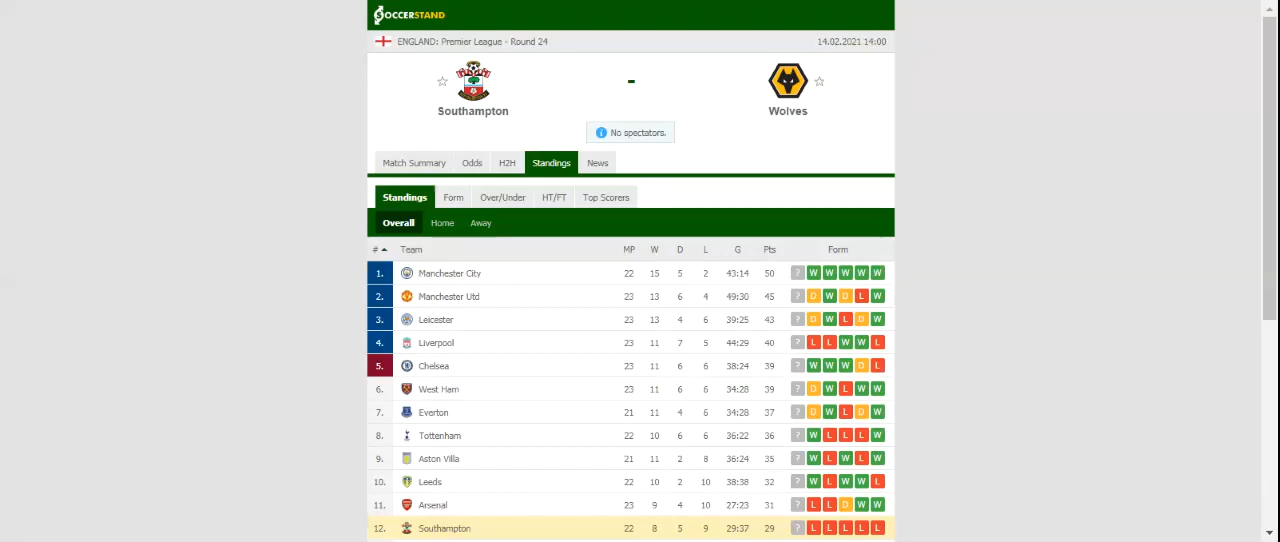 SOCCERSTAND
ENGLAND: Premier League - Round 24 14.02.2021 14:00
-
Southampton Wolves
No spectators.
Match Summary Odds H2H Standings News
Standings Form Over/Under HT/FT Top Scorers
Overall Home Away
# Team MP W D L G Pts Form
1. Manchester City 22 15 5 2 43:14 50 ? W W W W W
2. Manchester Utd 23 13 6 4 49:30 45 ? D W D L W
3. Leicester 23 13 4 6 39:25 43 ? D W L D W
4. Liverpool 23 11 7 5 44:29 40 ? L L W W L
5. Chelsea 23 11 6 6 38:24 39 ? W W W D L
6. West Ham 23 11 6 6 34:28 39 ? D W L W W
7. Everton 21 11 4 6 34:28 37 ? D W L D W
8. Tottenham 22 10 6 6 36:22 36 ? W L L L W
9. Aston Villa 21 11 2 8 36:24 35 ? W L W L W
10. Leeds 22 10 2 10 38:38 32 ? W L W W L
11. Arsenal 23 9 4 10 27:23 31 ? L L D W W
12. Southampton 22 8 5 9 29:37 29 ? L L L L L